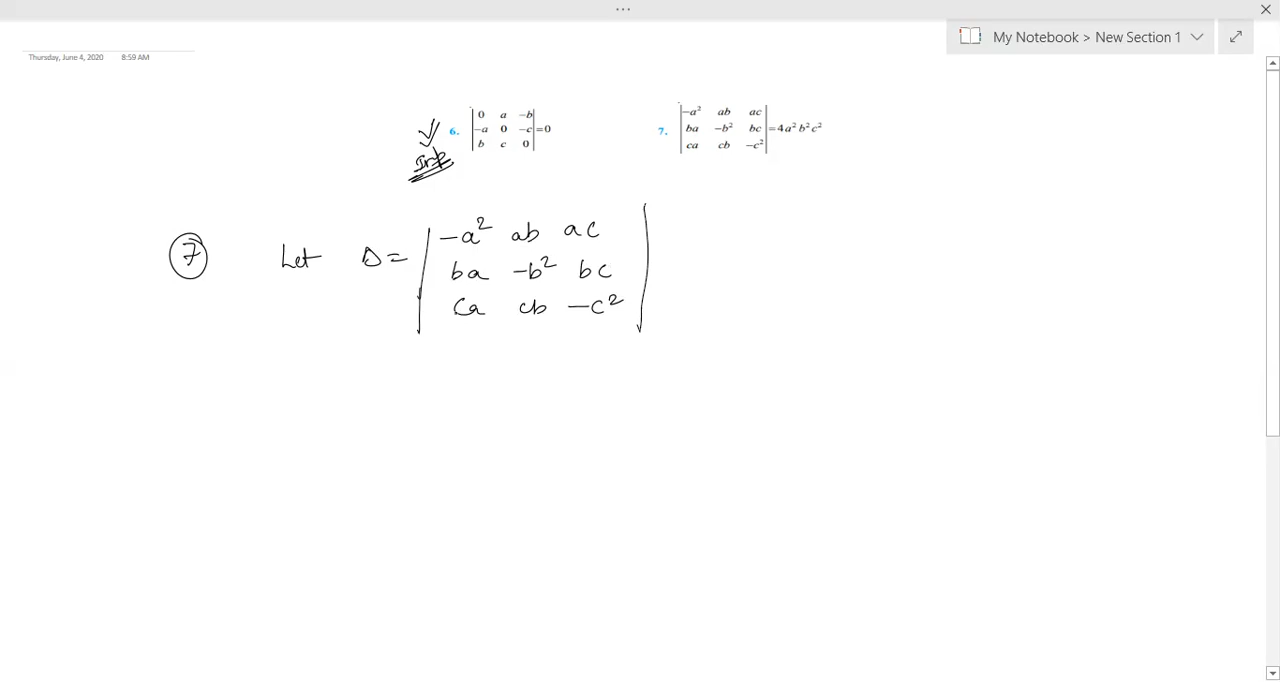 My Notebook > New Section 1
Thursday, June 4, 2020 8:59 AM
6. | 0 a -b |
| -a 0 -c | =0
| b c 0 |
Imp
7. | -a² ab ac |
| ba -b² bc | =4a²b²c²
| ca cb -c² |
7 Let Δ = | -a² ab ac |
| ba -b² bc |
| ca cb -c² |